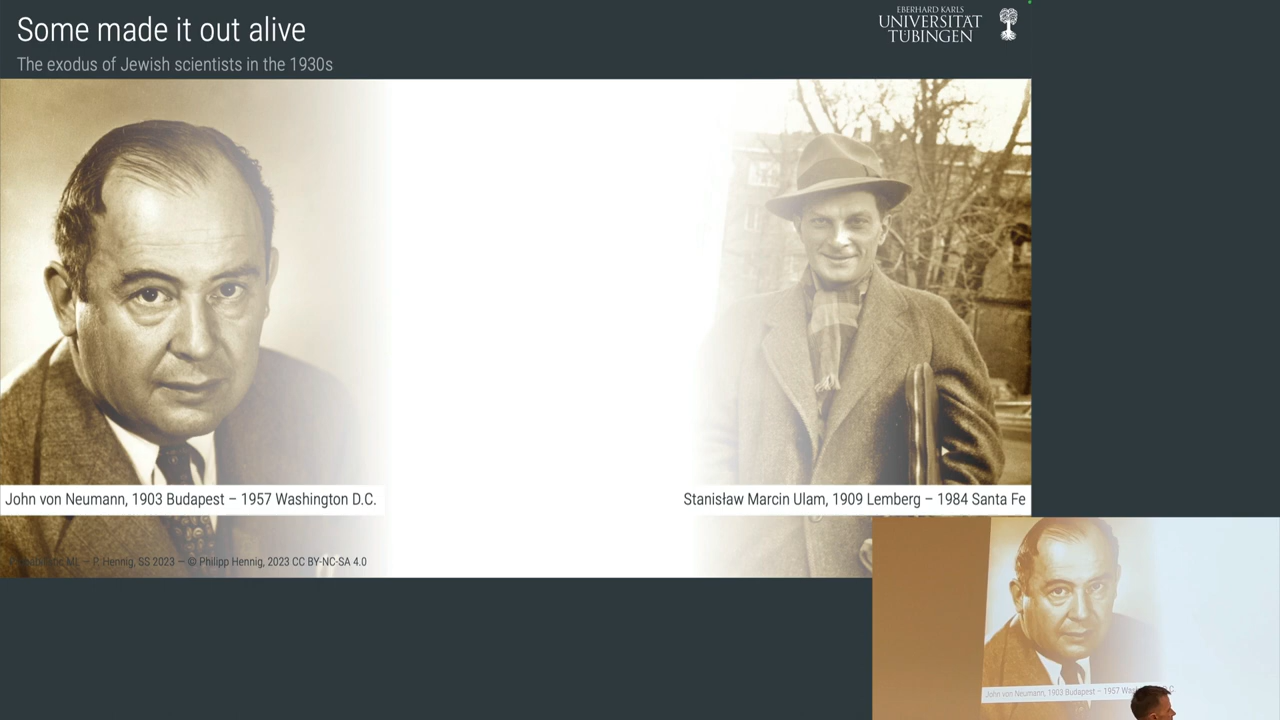 Some made it out alive
The exodus of Jewish scientists in the 1930s
EBERHARD KARLS
UNIVERSITÄT
TÜBINGEN
John von Neumann, 1903 Budapest – 1957 Washington D.C.
Stanisław Marcin Ulam, 1909 Lemberg – 1984 Santa Fe
ML — P. Hennig, SS 2023 — © Philipp Hennig, 2023 CC BY-NC-SA 4.0
John von Neumann, 1903 Budapest – 1957 D.C.